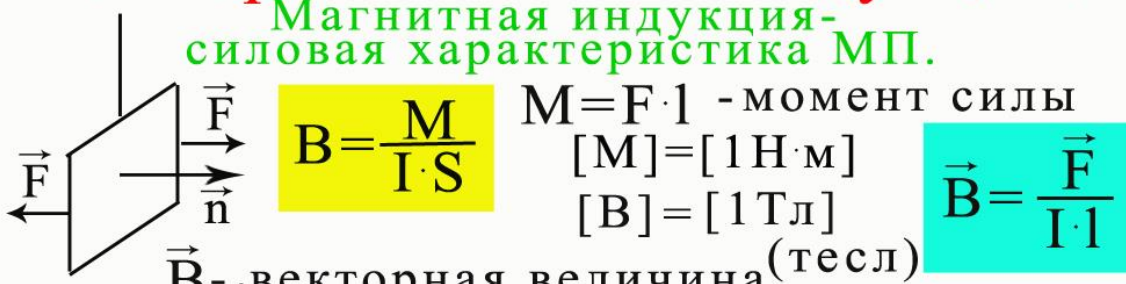 Магнитная индукция-
силовая характеристика МП.
F
F
n
B = M / I·S
M=F·l -момент силы
[M]=[1Н·м]
[B]=[1Тл]
(тесл)
B = F / I·l
B- векторная величина